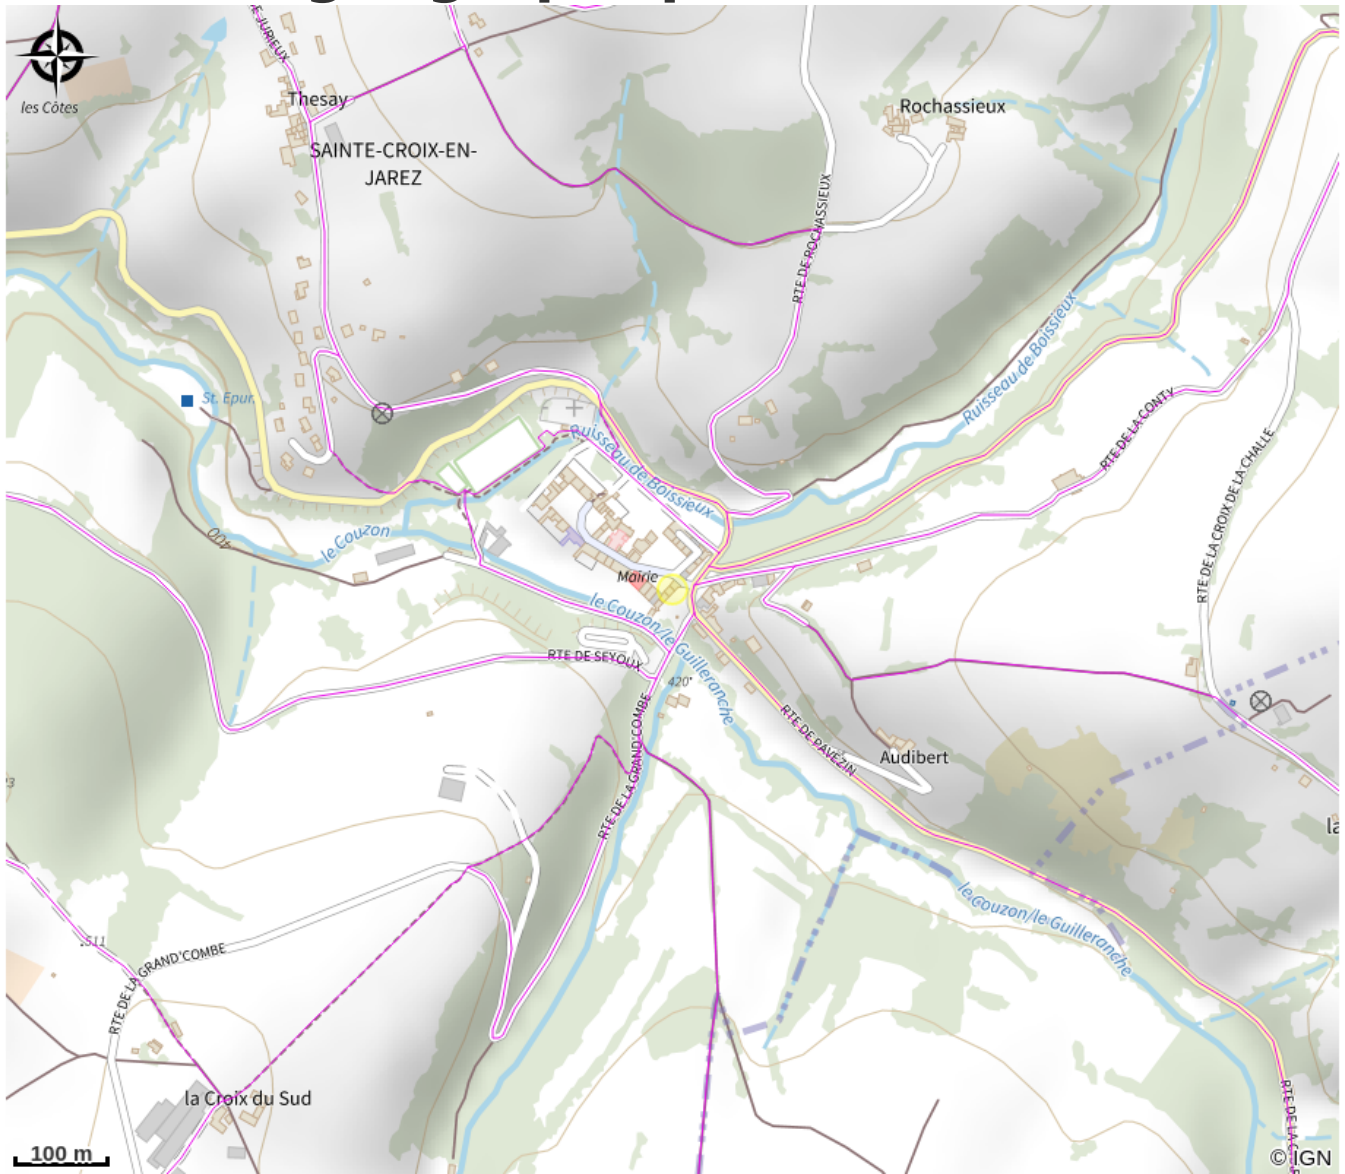 les Côtes
Thesay
SAINTE-CROIX-EN-
JAREZ
Rochassieux
RTE DE ROCHASSIEUX
St. Epur.
Ruisseau de Boissieux
Ruisseau de Boissieux
RTE DE LA CONTY
RTE DE LA CROIX DE LA CHALLE
400
le Couzon
Mairie
le Couzon/le Guilleranche
RTE DE SEYOUX
420
RTE DE LA GRAND'COMBE
RTE DE PAVEZIN
Audibert
le Couzon/le Guilleranche
511
RTE DE LA GRAND'COMBE
la Croix du Sud
100 m
© IGN